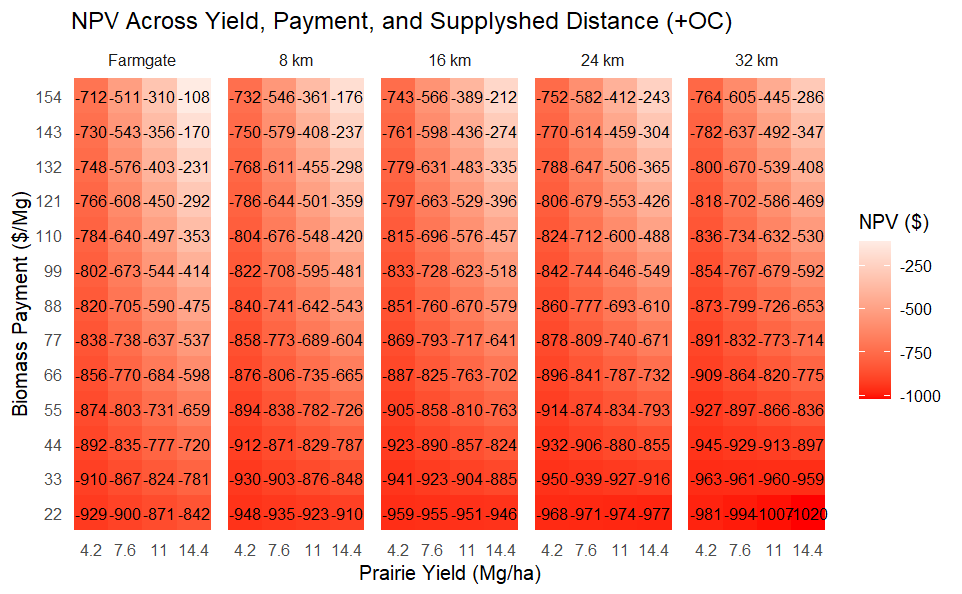 NPV Across Yield, Payment, and Supplyshed Distance (+OC)
Farmgate 8 km 16 km 24 km 32 km
154 -712 -511 -310 -108 -732 -546 -361 -176 -743 -566 -389 -212 -752 -582 -412 -243 -764 -605 -445 -286
143 -730 -543 -356 -170 -750 -579 -408 -237 -761 -598 -436 -274 -770 -614 -459 -304 -782 -637 -492 -347
132 -748 -576 -403 -231 -768 -611 -455 -298 -779 -631 -483 -335 -788 -647 -506 -365 -800 -670 -539 -408
121 -766 -608 -450 -292 -786 -644 -501 -359 -797 -663 -529 -396 -806 -679 -553 -426 -818 -702 -586 -469
110 -784 -640 -497 -353 -804 -676 -548 -420 -815 -696 -576 -457 -824 -712 -600 -488 -836 -734 -632 -530
99 -802 -673 -544 -414 -822 -708 -595 -481 -833 -728 -623 -518 -842 -744 -646 -549 -854 -767 -679 -592
88 -820 -705 -590 -475 -840 -741 -642 -543 -851 -760 -670 -579 -860 -777 -693 -610 -873 -799 -726 -653
77 -838 -738 -637 -537 -858 -773 -689 -604 -869 -793 -717 -641 -878 -809 -740 -671 -891 -832 -773 -714
66 -856 -770 -684 -598 -876 -806 -735 -665 -887 -825 -763 -702 -896 -841 -787 -732 -909 -864 -820 -775
55 -874 -803 -731 -659 -894 -838 -782 -726 -905 -858 -810 -763 -914 -874 -834 -793 -927 -897 -866 -836
44 -892 -835 -777 -720 -912 -871 -829 -787 -923 -890 -857 -824 -932 -906 -880 -855 -945 -929 -913 -897
33 -910 -867 -824 -781 -930 -903 -876 -848 -941 -923 -904 -885 -950 -939 -927 -916 -963 -961 -960 -959
22 -929 -900 -871 -842 -948 -935 -923 -910 -959 -955 -951 -946 -968 -971 -974 -977 -981 -994 -1007 -1020
4.2 7.6 11 14.4 4.2 7.6 11 14.4 4.2 7.6 11 14.4 4.2 7.6 11 14.4 4.2 7.6 11 14.4
Prairie Yield (Mg/ha)
Biomass Payment ($/Mg)
NPV ($)
-250
-500
-750
-1000